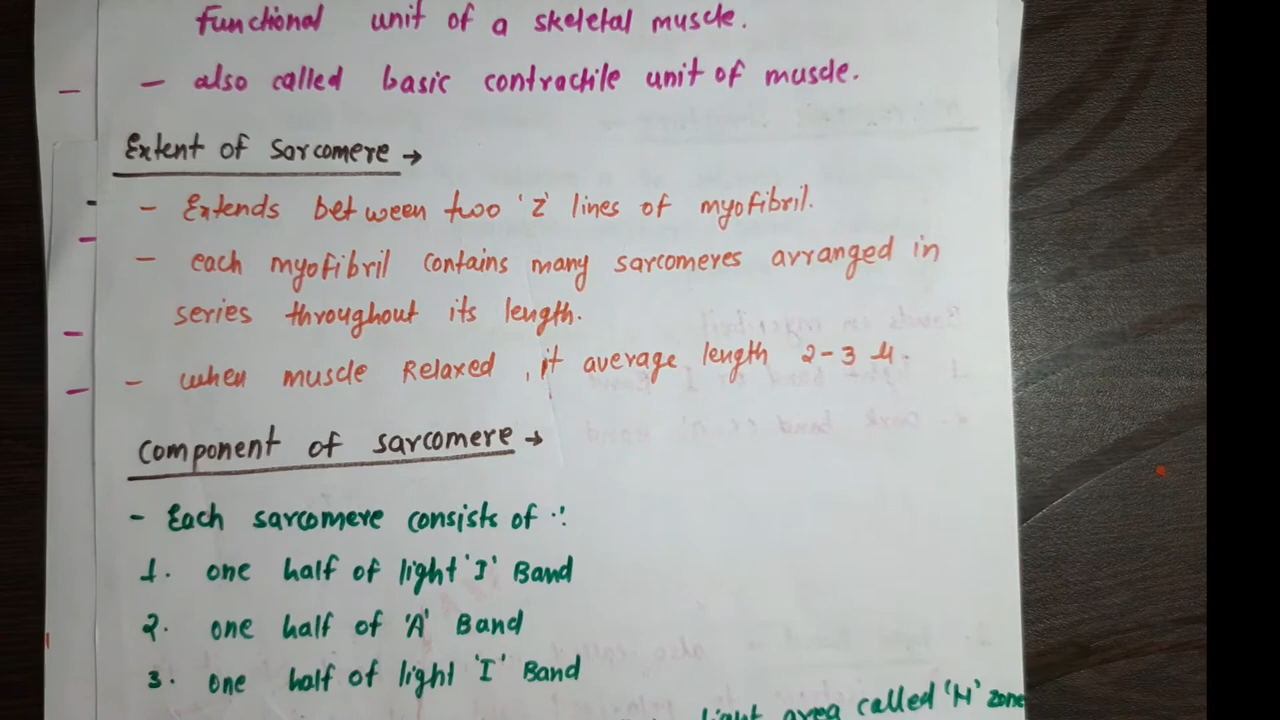 functional unit of a skeletal muscle.
- also called basic contractile unit of muscle.
Extent of sarcomere →
- Extends between two 'Z' lines of myofibril.
- each myofibril contains many sarcomeres arranged in
series throughout its length.
- when muscle Relaxed, it average length 2-3 μ.
Component of sarcomere →
- Each sarcomere consists of :
1. one half of light 'I' Band
2. one half of 'A' Band
3. one half of light 'I' Band
light area called 'H' zone